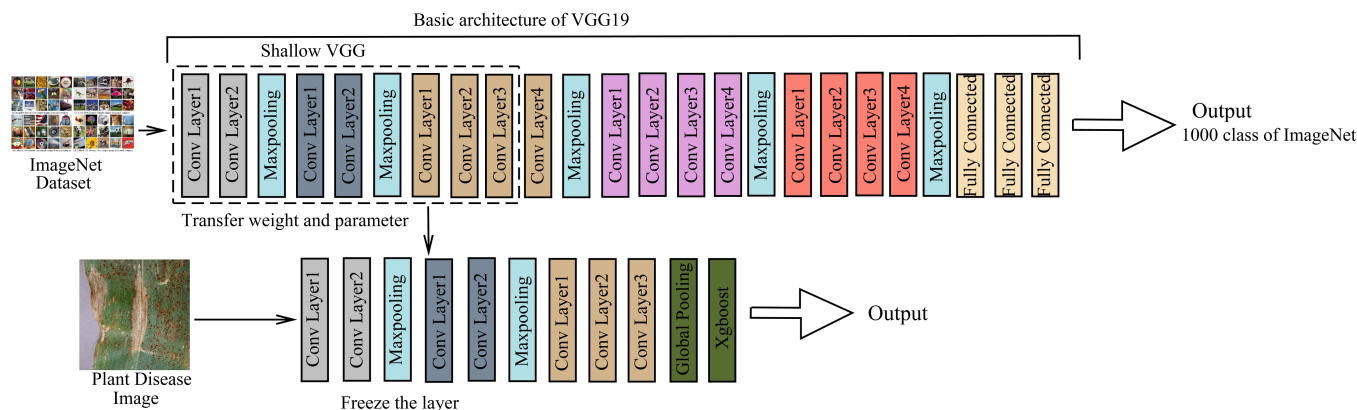 Basic architecture of VGG19
Shallow VGG
Conv Layer1
Conv Layer2
Maxpooling
Conv Layer1
Conv Layer2
Maxpooling
Conv Layer1
Conv Layer2
Conv Layer3
Conv Layer4
Maxpooling
Conv Layer1
Conv Layer2
Conv Layer3
Conv Layer4
Maxpooling
Conv Layer1
Conv Layer2
Conv Layer3
Conv Layer4
Maxpooling
Fully Connected
Fully Connected
Fully Connected
Output
1000 class of ImageNet
ImageNet
Dataset
Transfer weight and parameter
Conv Layer1
Conv Layer2
Maxpooling
Conv Layer1
Conv Layer2
Maxpooling
Conv Layer1
Conv Layer2
Conv Layer3
Global Pooling
Xgboost
Output
Plant Disease
Image
Freeze the layer